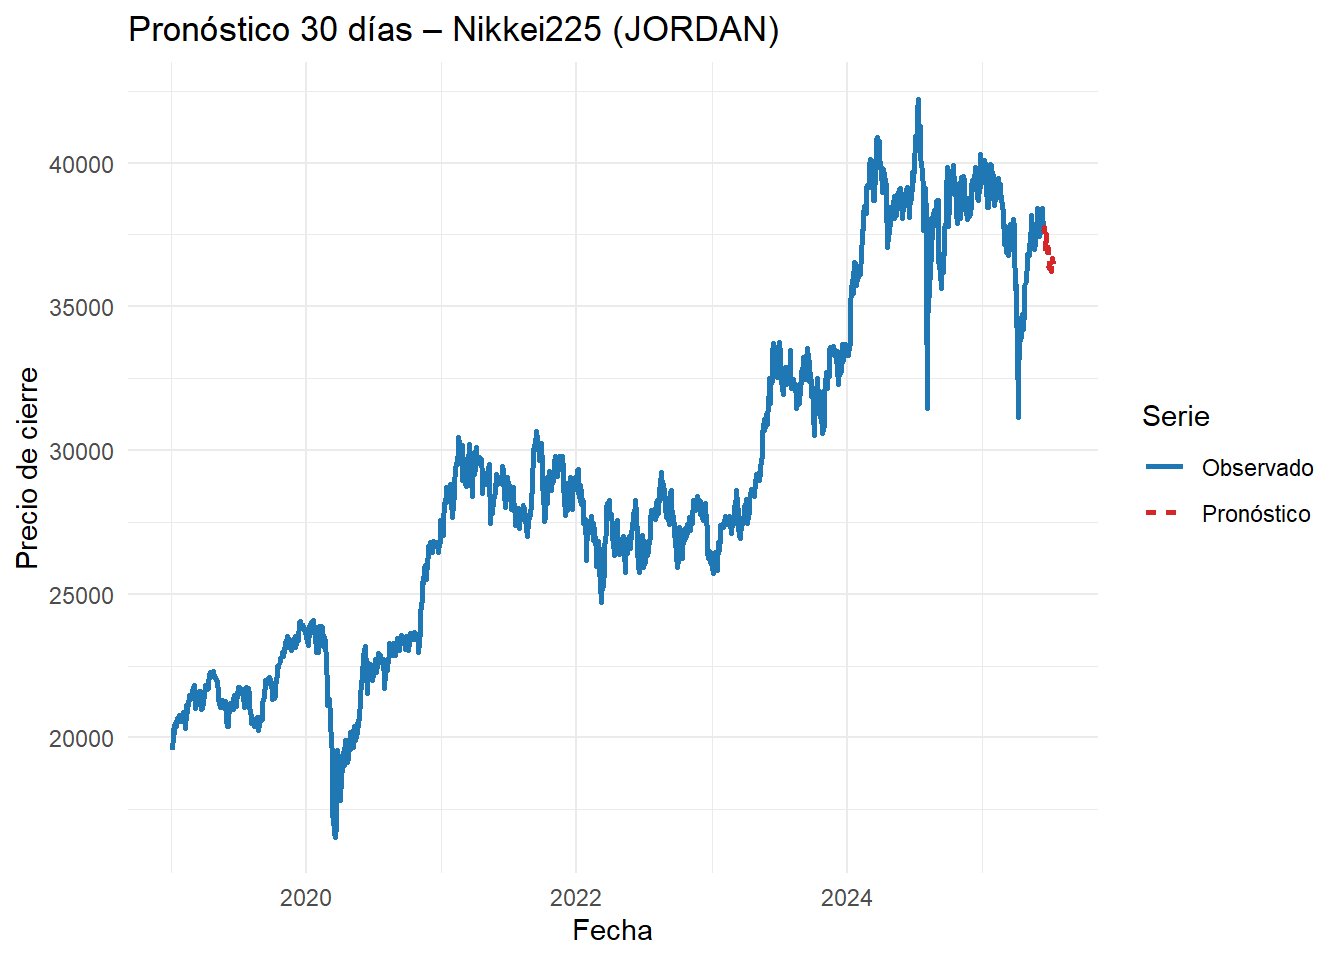 Pronóstico 30 días – Nikkei225 (JORDAN)
40000
35000
30000
25000
20000
Precio de cierre
2020
2022
2024
Fecha
Serie
Observado
Pronóstico